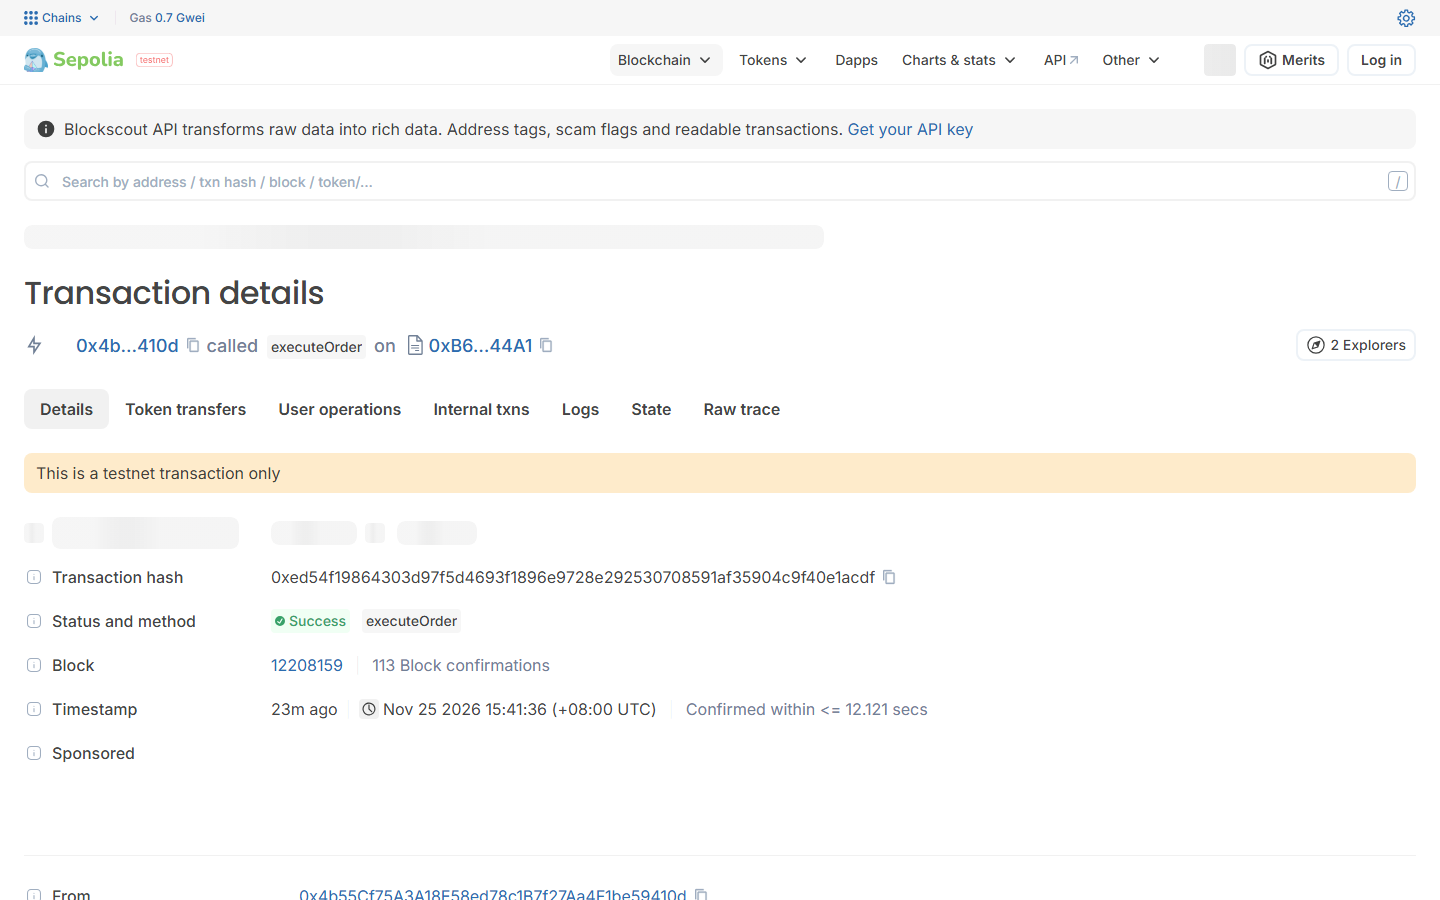 Chains
Gas 0.7 Gwei
Sepolia testnet
Blockchain
Tokens
Dapps
Charts & stats
API
Other
Merits
Log in
Blockscout API transforms raw data into rich data. Address tags, scam flags and readable transactions. Get your API key
Search by address / txn hash / block / token/... /
Transaction details
0x4b...410d called executeOrder on 0xB6...44A1
2 Explorers
Details
Token transfers
User operations
Internal txns
Logs
State
Raw trace
This is a testnet transaction only
Transaction hash 0xed54f19864303d97f5d4693f1896e9728e292530708591af35904c9f40e1acdf
Status and method Success executeOrder
Block 12208159 113 Block confirmations
Timestamp 23m ago Nov 25 2026 15:41:36 (+08:00 UTC) Confirmed within <= 12.121 secs
Sponsored
From 0x4b55Cf75A3A18E58ed78c1B7f27Aa4F1be59410d